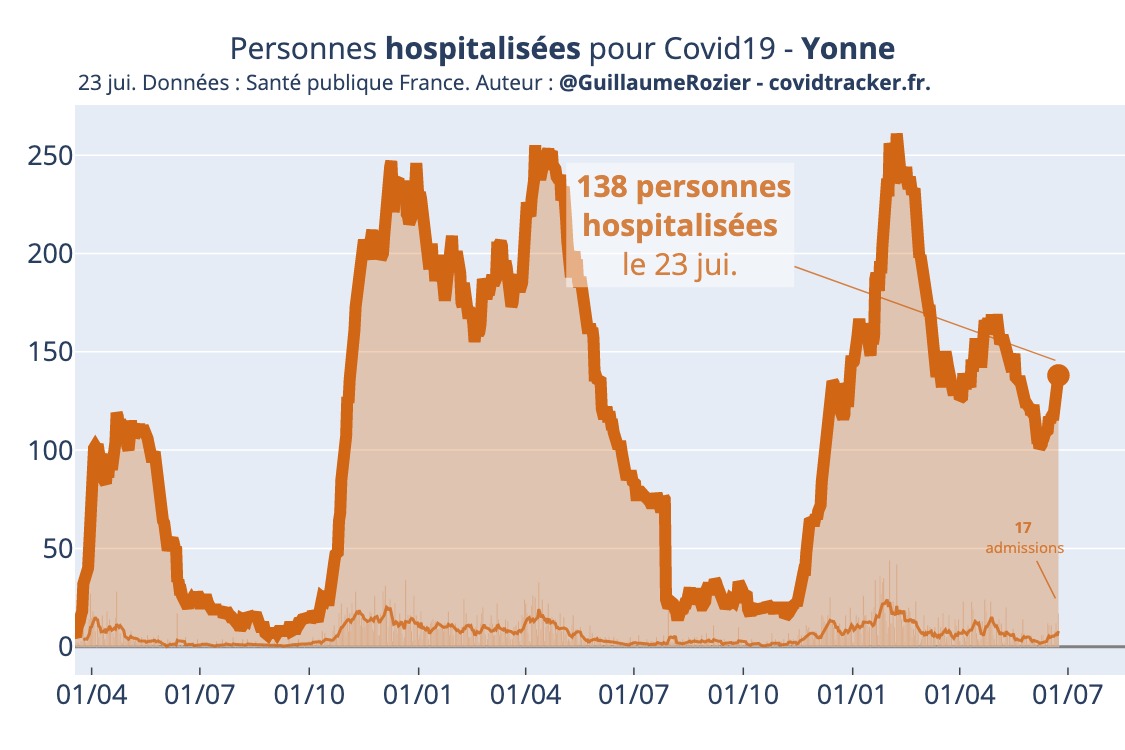 Personnes hospitalisées pour Covid19 - Yonne
23 jui. Données : Santé publique France. Auteur : @GuillaumeRozier - covidtracker.fr.
250
138 personnes
hospitalisées
le 23 jui.
200
150
100
50
17
admissions
0
01/04 01/07 01/10 01/01 01/04 01/07 01/10 01/01 01/04 01/07